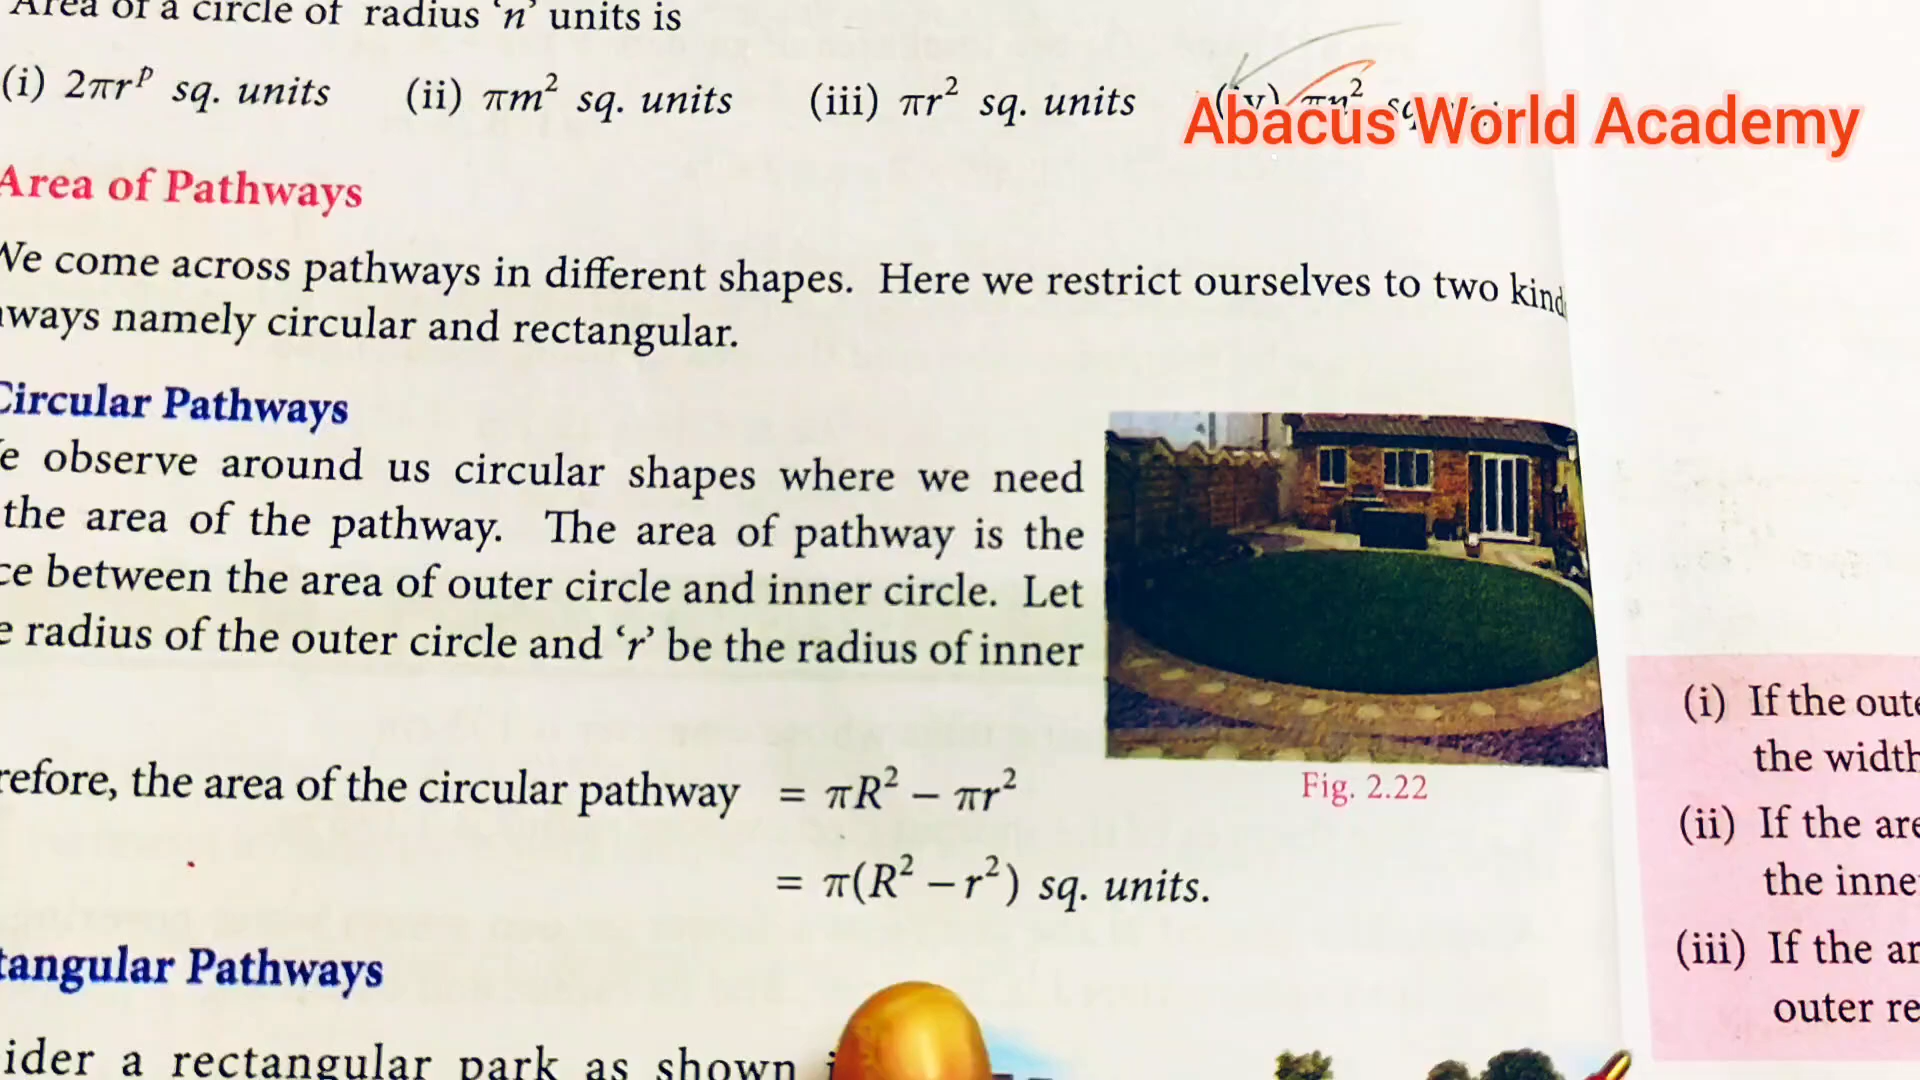 Area of a circle of radius ‘n’ units is
(i) 2πrᵖ sq. units (ii) πm² sq. units (iii) πr² sq. units (iv) πn²
Abacus World Academy
Area of Pathways
We come across pathways in different shapes. Here we restrict ourselves to two kind
ways namely circular and rectangular.
Circular Pathways
e observe around us circular shapes where we need
the area of the pathway. The area of pathway is the
ce between the area of outer circle and inner circle. Let
e radius of the outer circle and ‘r’ be the radius of inner
refore, the area of the circular pathway = πR² − πr²
= π(R² − r²) sq. units.
Fig. 2.22
tangular Pathways
ider a rectangular park as shown
(i) If the oute
the width
(ii) If the are
the inne
(iii) If the ar
outer re